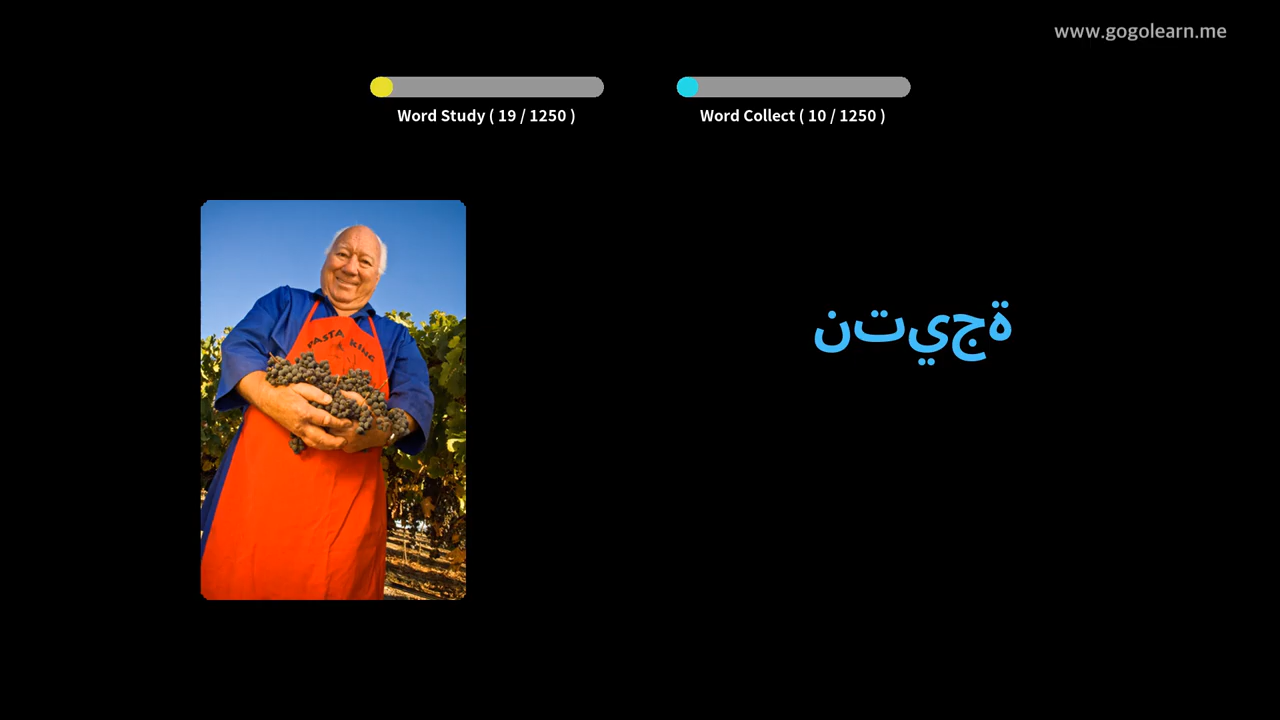 www.gogolearn.me
Word Study ( 19 / 1250 )
Word Collect ( 10 / 1250 )
PASTA KING
نتيجة